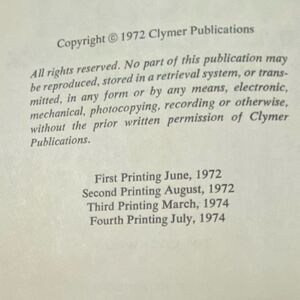 Copyright © 1972 Clymer Publications
All rights reserved. No part of this publication may
be reproduced, stored in a retrieval system, or trans-
mitted, in any form or by any means, electronic,
mechanical, photocopying, recording or otherwise,
without the prior written permission of Clymer
Publications.
First Printing June, 1972
Second Printing August, 1972
Third Printing March, 1974
Fourth Printing July, 1974